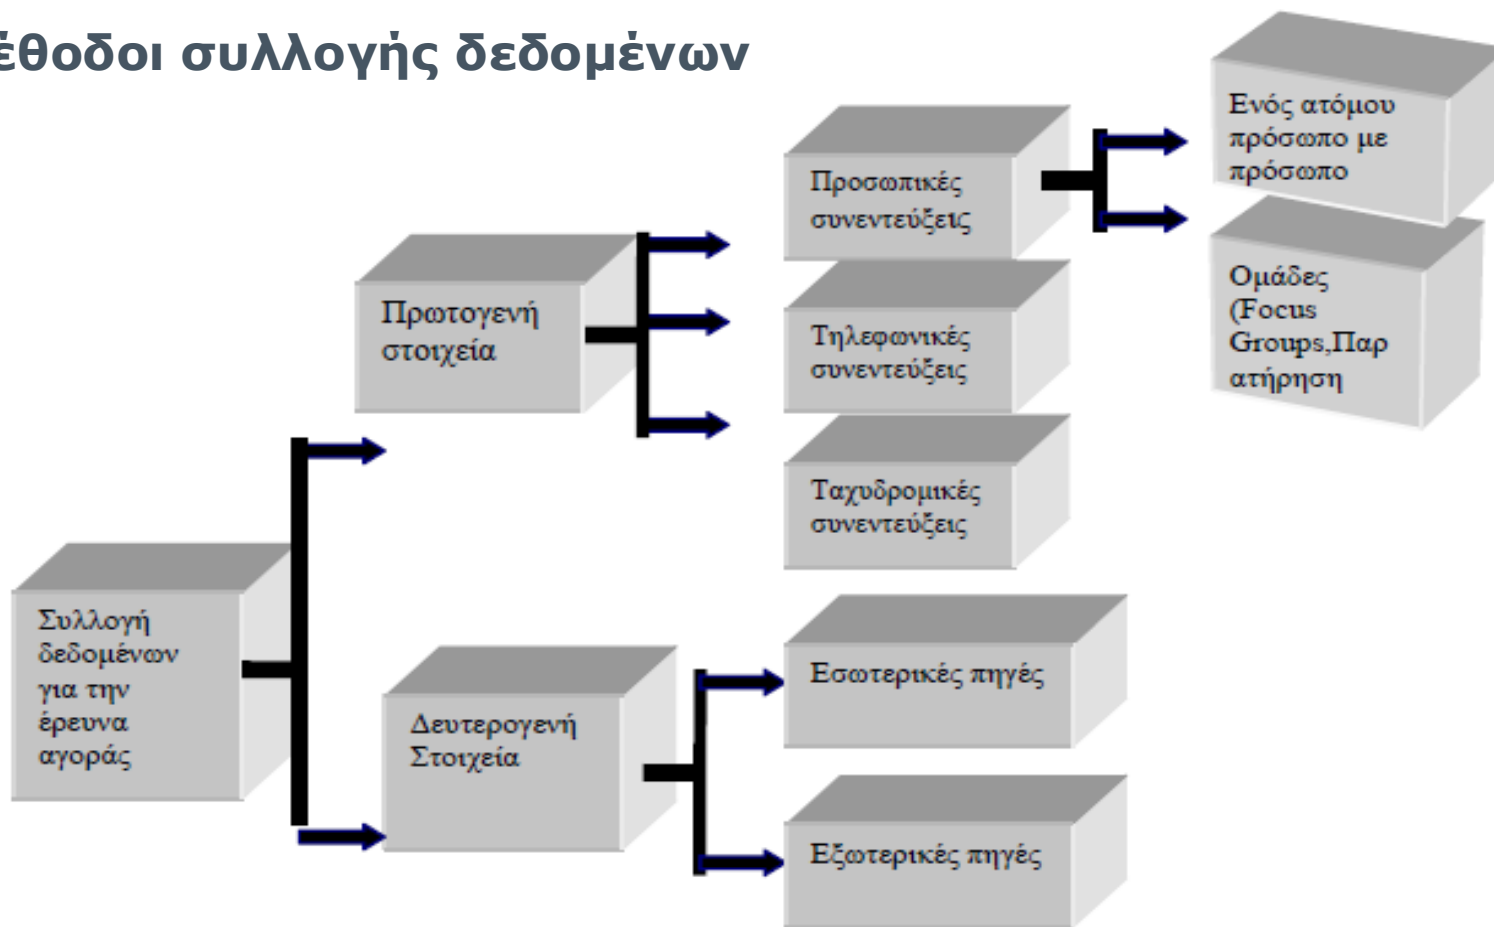 έθοδοι συλλογής δεδομένων
Ενός ατόμου
πρόσωπο με
πρόσωπο
Προσωπικές
συνεντεύξεις
Ομάδες
(Focus
Groups,Παρ
ατήρηση
Πρωτογενή
στοιχεία
Τηλεφωνικές
συνεντεύξεις
Ταχυδρομικές
συνεντεύξεις
Συλλογή
δεδομένων
για την
έρευνα
αγοράς
Δευτερογενή
Στοιχεία
Εσωτερικές πηγές
Εξωτερικές πηγές